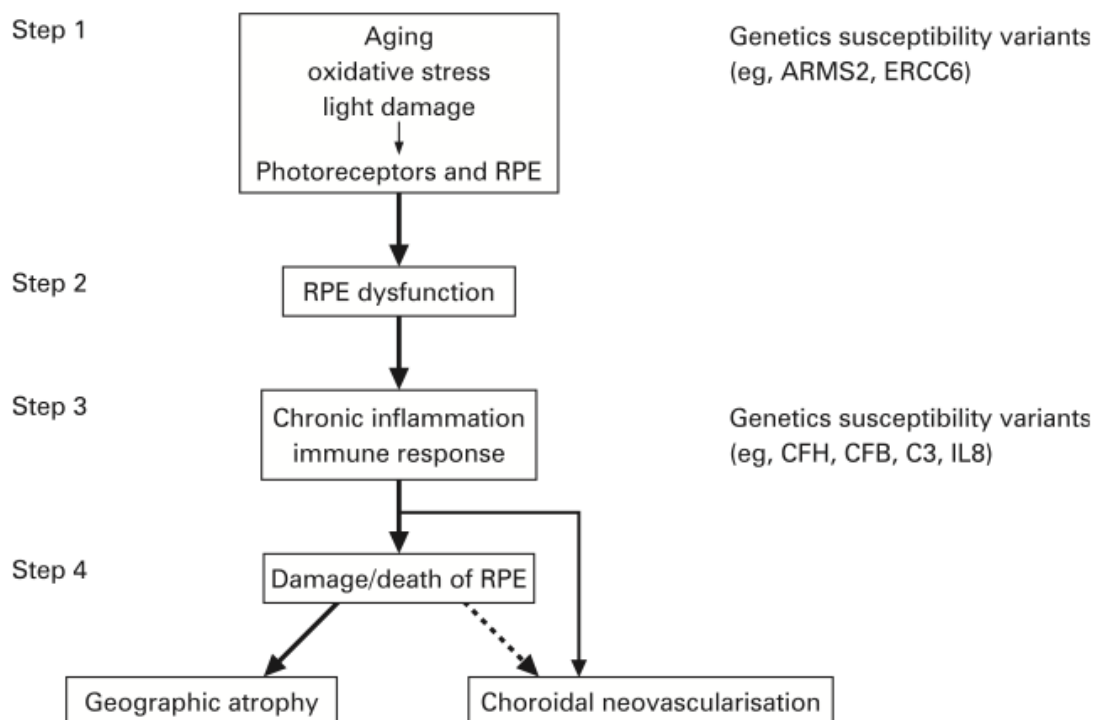 Step 1
Aging
oxidative stress
light damage
Photoreceptors and RPE
Genetics susceptibility variants
(eg, ARMS2, ERCC6)
Step 2
RPE dysfunction
Step 3
Chronic inflammation
immune response
Genetics susceptibility variants
(eg, CFH, CFB, C3, IL8)
Step 4
Damage/death of RPE
Geographic atrophy
Choroidal neovascularisation